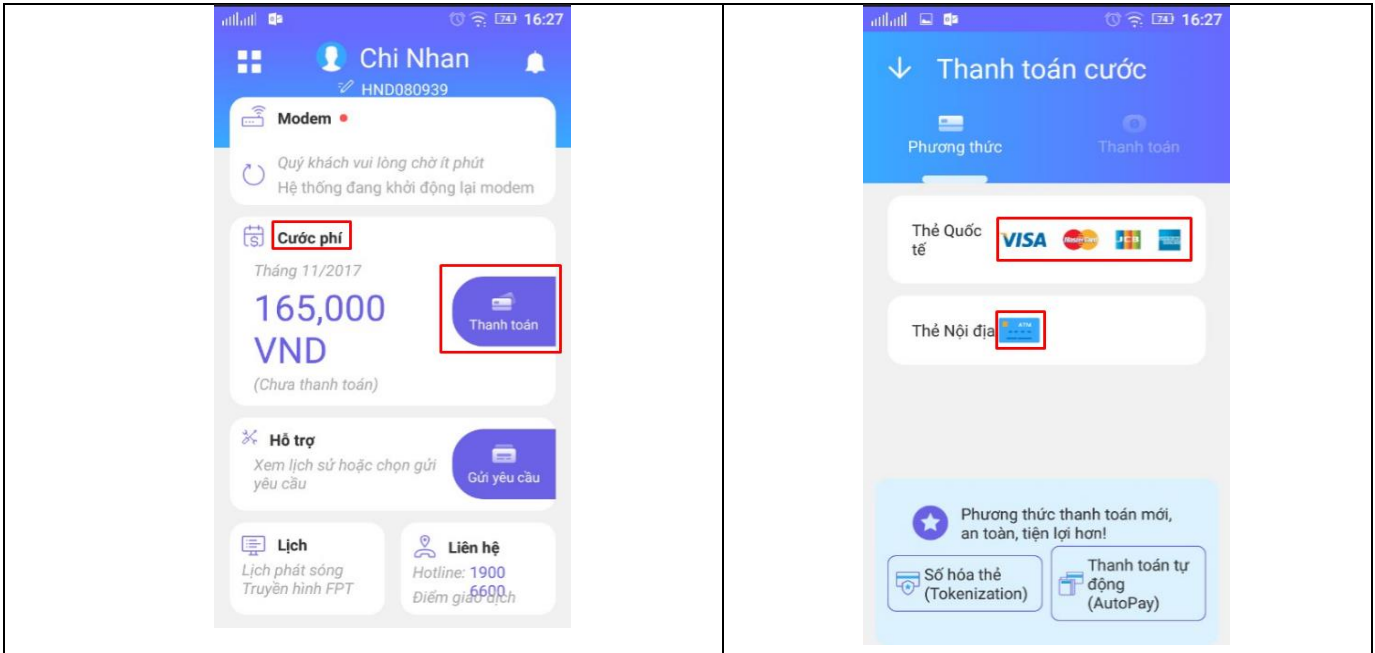 74 16:27
Chi Nhan
HND080939
Modem
Quý khách vui lòng chờ ít phút
Hệ thống đang khởi động lại modem
Cước phí
Tháng 11/2017
165,000
VND
(Chưa thanh toán)
Thanh toán
Hỗ trợ
Xem lịch sử hoặc chọn gửi
yêu cầu
Gửi yêu cầu
Lịch
Lịch phát sóng
Truyền hình FPT
Liên hệ
Hotline: 1900
6600
Điểm giao dịch
74 16:27
Thanh toán cước
Phương thức
Thanh toán
Thẻ Quốc
tế
VISA
MasterCard
JCB
Thẻ Nội địa
ATM
Phương thức thanh toán mới,
an toàn, tiện lợi hơn!
Số hóa thẻ
(Tokenization)
Thanh toán tự
động
(AutoPay)